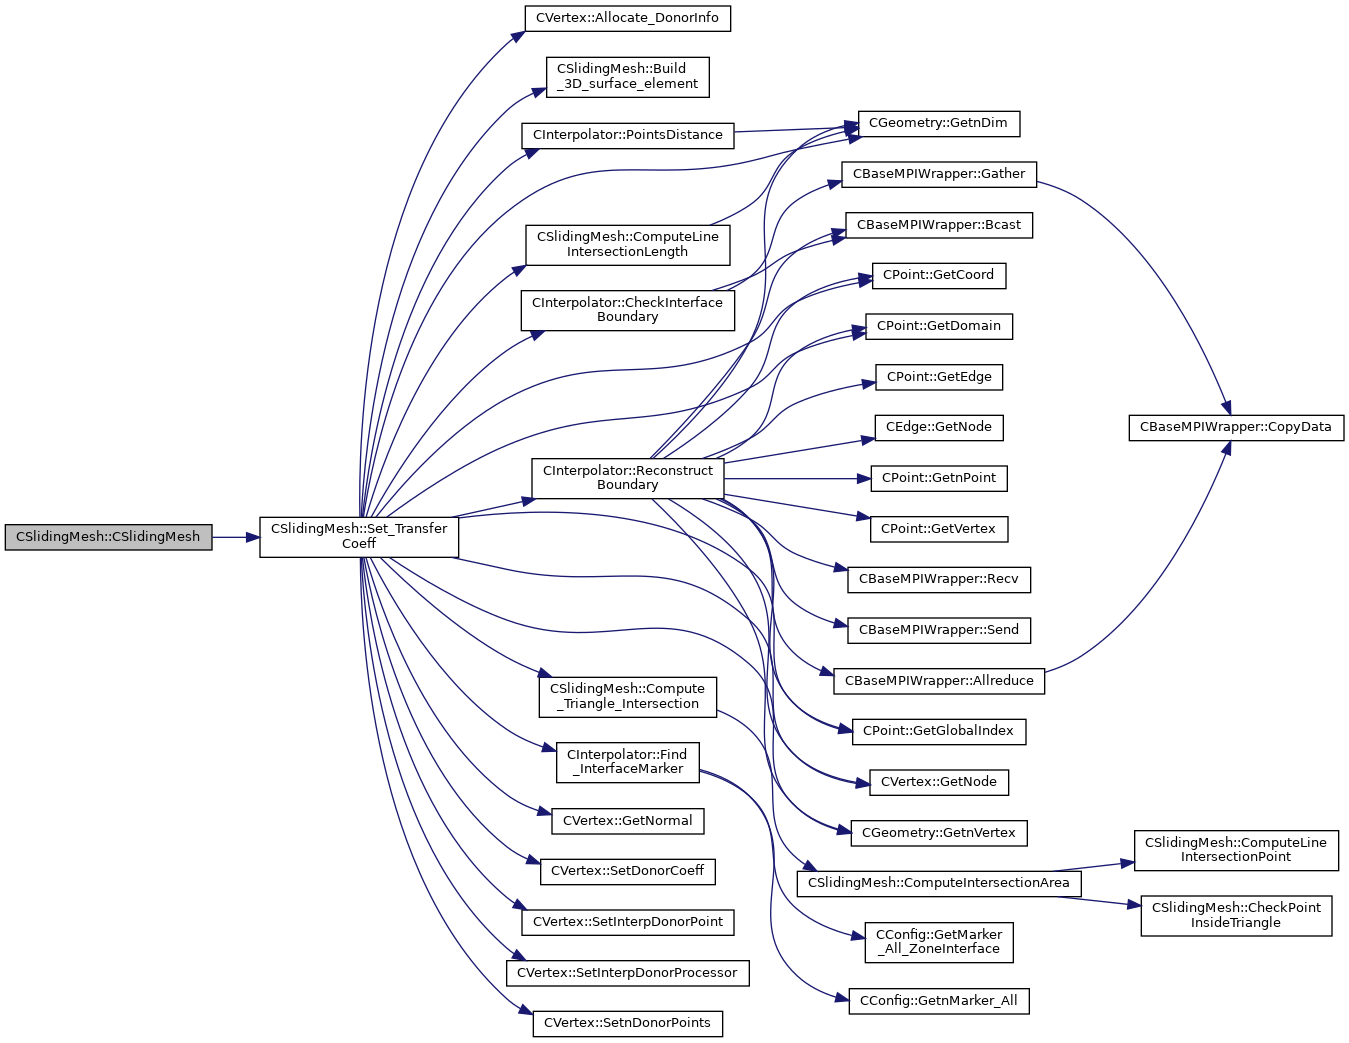 CSlidingMesh::CSlidingMesh
CSlidingMesh::Set_Transfer
Coeff
CVertex::Allocate_DonorInfo
CSlidingMesh::Build
_3D_surface_element
CInterpolator::PointsDistance
CSlidingMesh::ComputeLine
IntersectionLength
CInterpolator::CheckInterface
Boundary
CInterpolator::Reconstruct
Boundary
CSlidingMesh::Compute
_Triangle_Intersection
CInterpolator::Find
_InterfaceMarker
CVertex::GetNormal
CVertex::SetDonorCoeff
CVertex::SetInterpDonorPoint
CVertex::SetInterpDonorProcessor
CVertex::SetnDonorPoints
CGeometry::GetnDim
CBaseMPIWrapper::Gather
CBaseMPIWrapper::Bcast
CPoint::GetCoord
CPoint::GetDomain
CPoint::GetEdge
CEdge::GetNode
CPoint::GetnPoint
CPoint::GetVertex
CBaseMPIWrapper::Recv
CBaseMPIWrapper::Send
CBaseMPIWrapper::Allreduce
CPoint::GetGlobalIndex
CVertex::GetNode
CGeometry::GetnVertex
CSlidingMesh::ComputeIntersectionArea
CConfig::GetMarker
_All_ZoneInterface
CConfig::GetnMarker_All
CBaseMPIWrapper::CopyData
CSlidingMesh::ComputeLine
IntersectionPoint
CSlidingMesh::CheckPoint
InsideTriangle